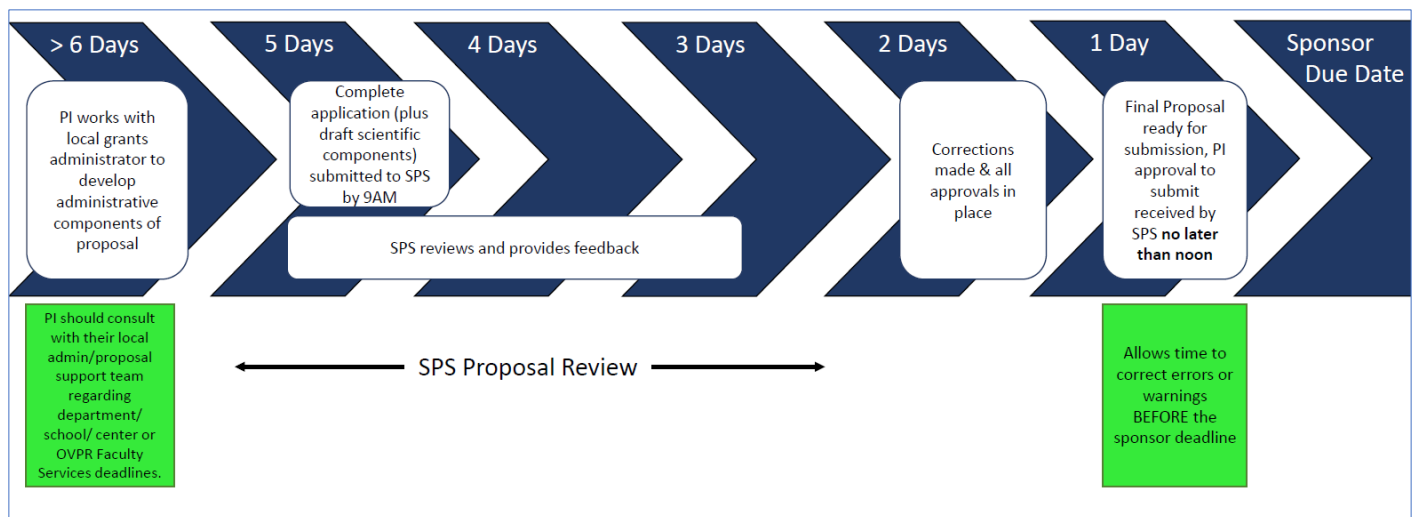 > 6 Days
5 Days
4 Days
3 Days
2 Days
1 Day
Sponsor
Due Date
PI works with
local grants
administrator to
develop
administrative
components of
proposal
Complete
application (plus
draft scientific
components)
submitted to SPS
by 9AM
SPS reviews and provides feedback
Corrections
made & all
approvals in
place
Final Proposal
ready for
submission, PI
approval to
submit
received by
SPS no later
than noon
PI should consult
with their local
admin/proposal
support team
regarding
department/
school/ center or
OVPR Faculty
Services deadlines.
SPS Proposal Review
Allows time to
correct errors or
warnings
BEFORE the
sponsor deadline